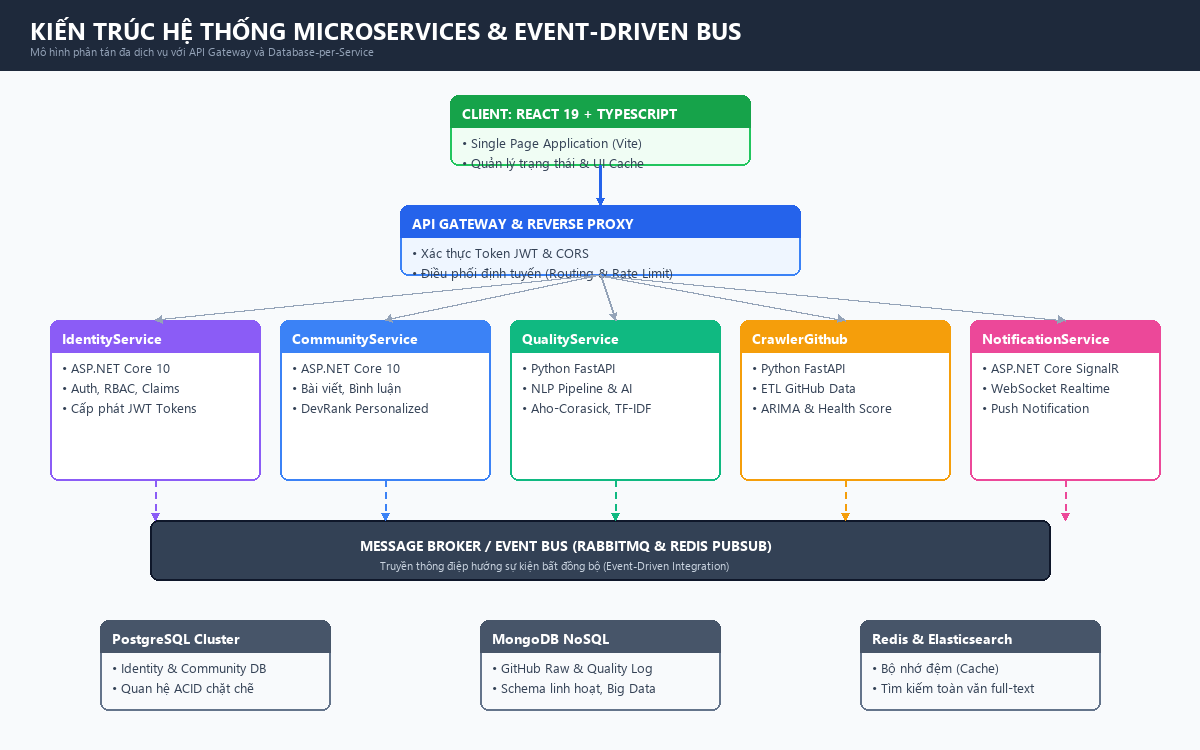 KIẾN TRÚC HỆ THỐNG MICROSERVICES & EVENT-DRIVEN BUS
Mô hình phân tán đa dịch vụ với API Gateway và Database-per-Service
CLIENT: REACT 19 + TYPESCRIPT
• Single Page Application (Vite)
• Quản lý trạng thái & UI Cache
API GATEWAY & REVERSE PROXY
• Xác thực Token JWT & CORS
• Điều phối định tuyến (Routing & Rate Limit)
IdentityService
• ASP.NET Core 10
• Auth, RBAC, Claims
• Cấp phát JWT Tokens
CommunityService
• ASP.NET Core 10
• Bài viết, Bình luận
• DevRank Personalized
QualityService
• Python FastAPI
• NLP Pipeline & AI
• Aho-Corasick, TF-IDF
CrawlerGithub
• Python FastAPI
• ETL GitHub Data
• ARIMA & Health Score
NotificationService
• ASP.NET Core SignalR
• WebSocket Realtime
• Push Notification
MESSAGE BROKER / EVENT BUS (RABBITMQ & REDIS PUBSUB)
Truyền thông điệp hướng sự kiện bất đồng bộ (Event-Driven Integration)
PostgreSQL Cluster
• Identity & Community DB
• Quan hệ ACID chặt chẽ
MongoDB NoSQL
• GitHub Raw & Quality Log
• Schema linh hoạt, Big Data
Redis & Elasticsearch
• Bộ nhớ đệm (Cache)
• Tìm kiếm toàn văn full-text